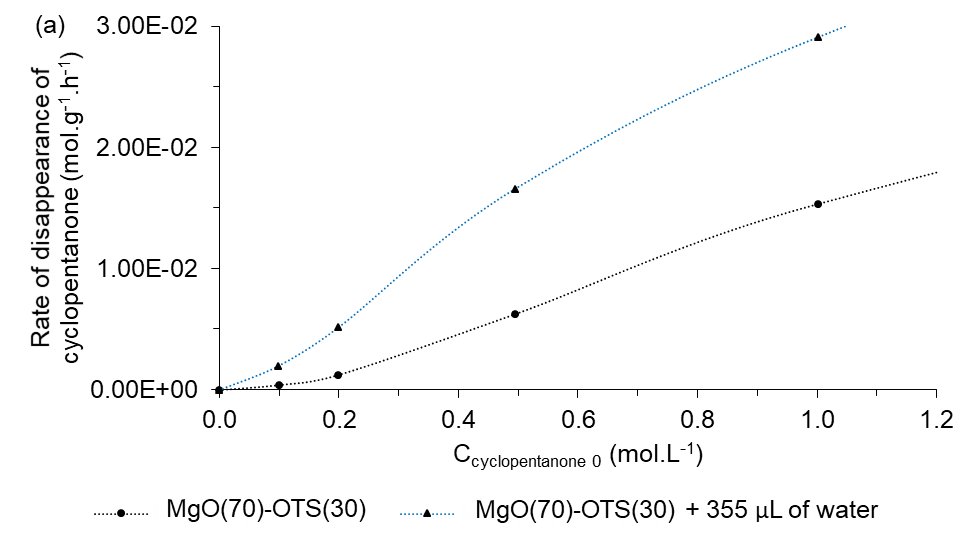 (a)
Rate of disappearance of
cyclopentanone (mol.g-1.h-1)
3.00E-02
2.00E-02
1.00E-02
0.00E+00
0.0 0.2 0.4 0.6 0.8 1.0 1.2
Ccyclopentanone 0 (mol.L-1)
MgO(70)-OTS(30) MgO(70)-OTS(30) + 355 µL of water